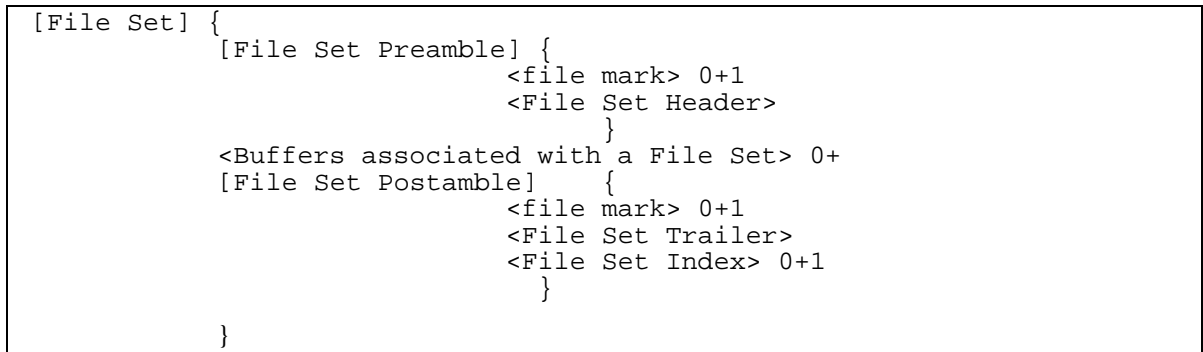 [File Set] {
[File Set Preamble] {
<file mark> 0+1
<File Set Header>
}
<Buffers associated with a File Set> 0+
[File Set Postamble] {
<file mark> 0+1
<File Set Trailer>
<File Set Index> 0+1
}
}